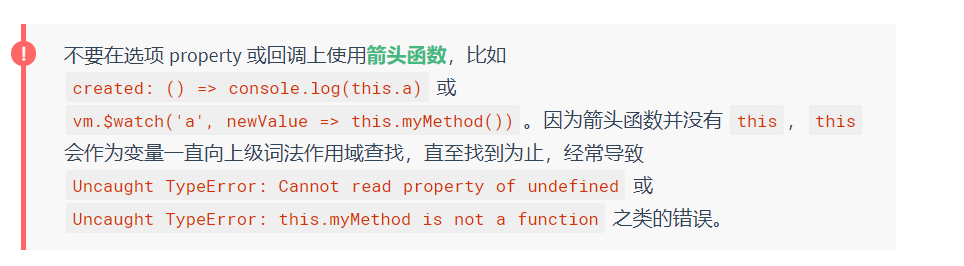 不要在选项 property 或回调上使用箭头函数，比如
created: () => console.log(this.a) 或
vm.$watch('a', newValue => this.myMethod()) 。因为箭头函数并没有 this ，this
会作为变量一直向上级词法作用域查找，直至找到为止，经常导致
Uncaught TypeError: Cannot read property of undefined 或
Uncaught TypeError: this.myMethod is not a function 之类的错误。